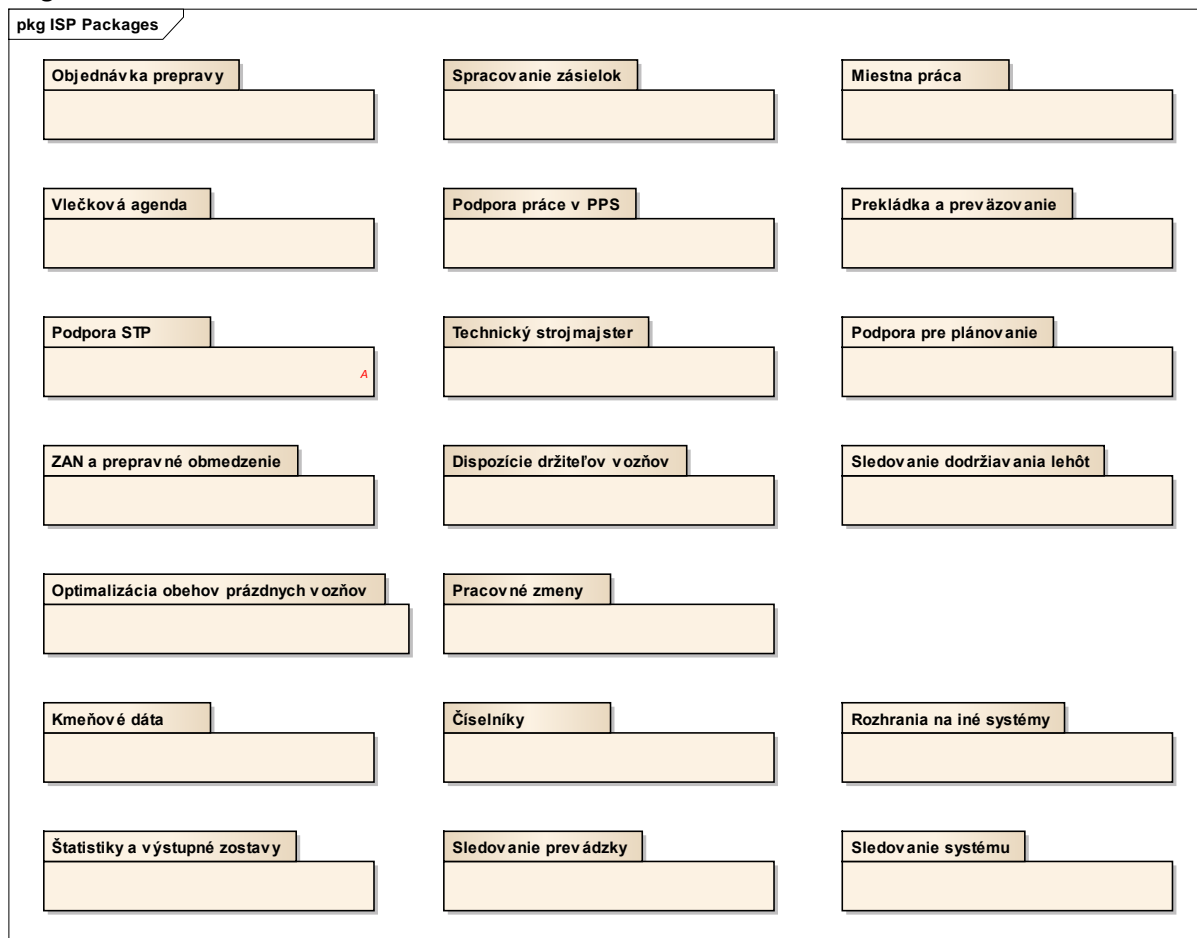 pkg ISP Packages
Objednávka prepravy
Spracovanie zásielok
Miestna práca
Vlečková agenda
Podpora práce v PPS
Prekládka a preväzovanie
Podpora STP
Technický strojmajster
Podpora pre plánovanie
A
ZAN a prepravné obmedzenie
Dispozície držiteľov vozňov
Sledovanie dodržiavania lehôt
Optimalizácia obehov prázdnych vozňov
Pracovné zmeny
Kmeňové dáta
Číselníky
Rozhrania na iné systémy
Štatistiky a výstupné zostavy
Sledovanie prevádzky
Sledovanie systému